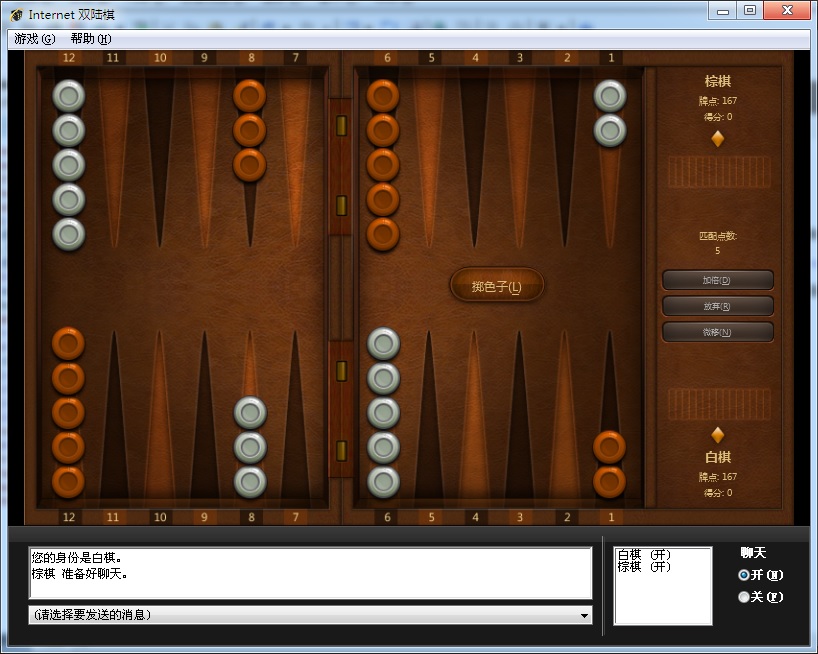 Internet 双陆棋
游戏(G) 帮助(H)
12 11 10 9 8 7 6 5 4 3 2 1
棕棋
牌点: 167
得分: 0
匹配点数:
5
掷色子(L)
加倍(D)
放弃(R)
微移(N)
白棋
牌点: 167
得分: 0
12 11 10 9 8 7 6 5 4 3 2 1
您的身份是白棋。
棕棋 准备好聊天。
(请选择要发送的消息)
白棋 (开)
棕棋 (开)
聊天
开(N)
关(F)